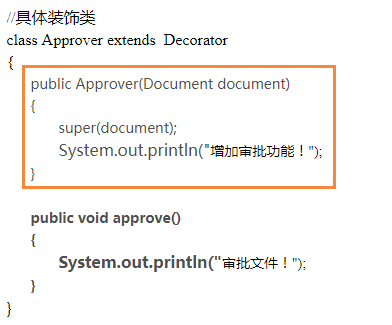 //具体装饰类
class Approver extends  Decorator
{
public Approver(Document document)
{
super(document);
System.out.println("增加审批功能！");
}
public void approve()
{
System.out.println("审批文件！");
}
}